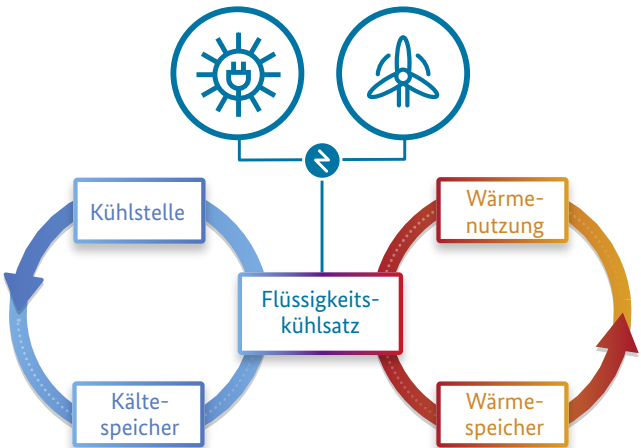 Kühlstelle
Wärme-
nutzung
Flüssigkeits-
kühlsatz
Kälte-
speicher
Wärme-
speicher